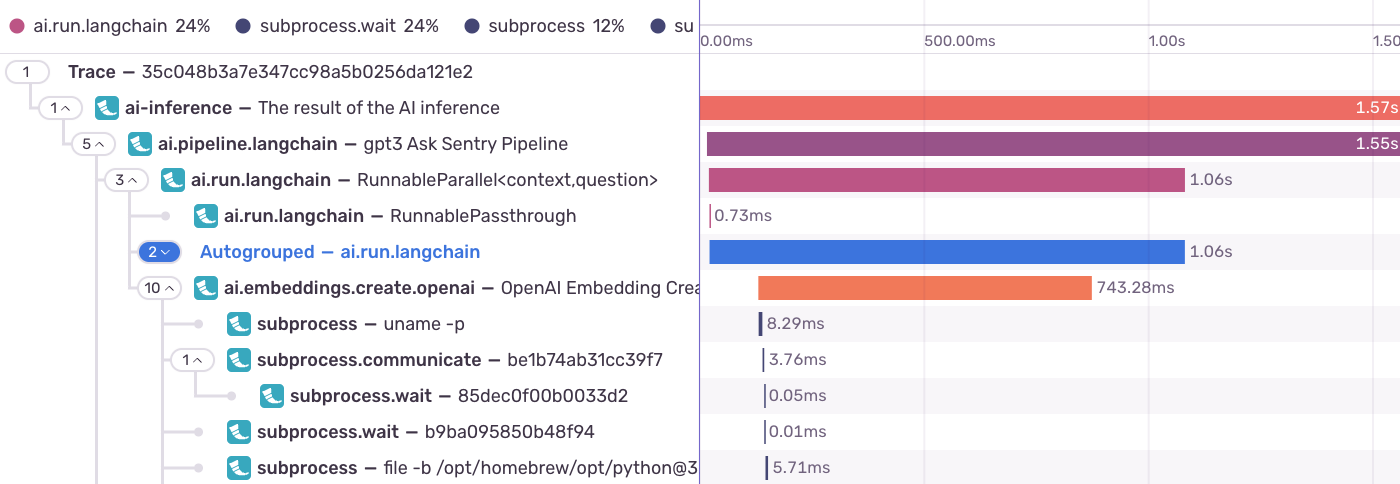 ai.run.langchain 24% subprocess.wait 24% subprocess 12% su
0.00ms 500.00ms 1.00s 1.50
1 Trace — 35c048b3a7e347cc98a5b0256da121e2
1 ai-inference — The result of the AI inference 1.57s
5 ai.pipeline.langchain — gpt3 Ask Sentry Pipeline 1.55s
3 ai.run.langchain — RunnableParallel<context,question> 1.06s
ai.run.langchain — RunnablePassthrough 0.73ms
2 Autogrouped — ai.run.langchain 1.06s
10 ai.embeddings.create.openai — OpenAI Embedding Crea 743.28ms
subprocess — uname -p 8.29ms
1 subprocess.communicate — be1b74ab31cc39f7 3.76ms
subprocess.wait — 85dec0f00b0033d2 0.05ms
subprocess.wait — b9ba095850b48f94 0.01ms
subprocess — file -b /opt/homebrew/opt/python@3 5.71ms